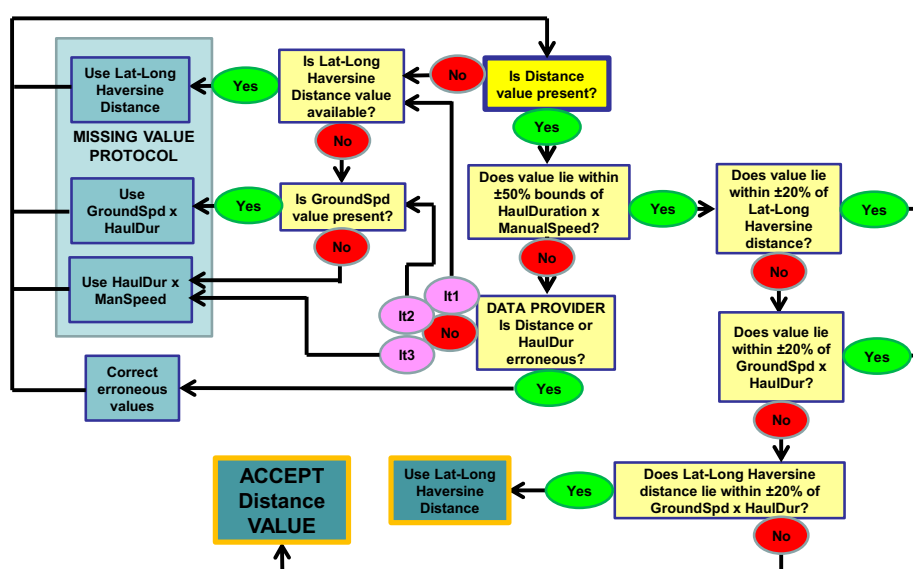 Use Lat-Long
Haversine
Distance
MISSING VALUE
PROTOCOL
Use
GroundSpd x
HaulDur
Use HaulDur x
ManSpeed
Correct
erroneous
values
Yes
Is Lat-Long
Haversine
Distance value
available?
No
Is Distance
value present?
No
Yes
Yes
Is GroundSpd
value present?
No
Does value lie within
±50% bounds of
HaulDuration x
ManualSpeed?
Yes
Does value lie
within ±20% of
Lat-Long
Haversine
distance?
Yes
No
No
It1
It2
It3
No
DATA PROVIDER
Is Distance or
HaulDur
erroneous?
Yes
Does value lie
within ±20% of
GroundSpd x
HaulDur?
Yes
No
ACCEPT
Distance
VALUE
Use Lat-Long
Haversine
Distance
Yes
Does Lat-Long Haversine
distance lie within ±20% of
GroundSpd x HaulDur?
No